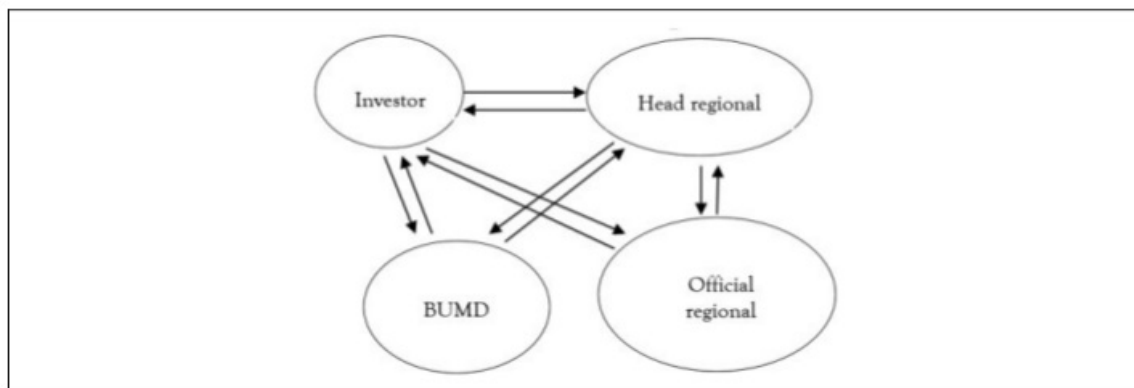 Investor
Head regional
BUMD
Official
regional